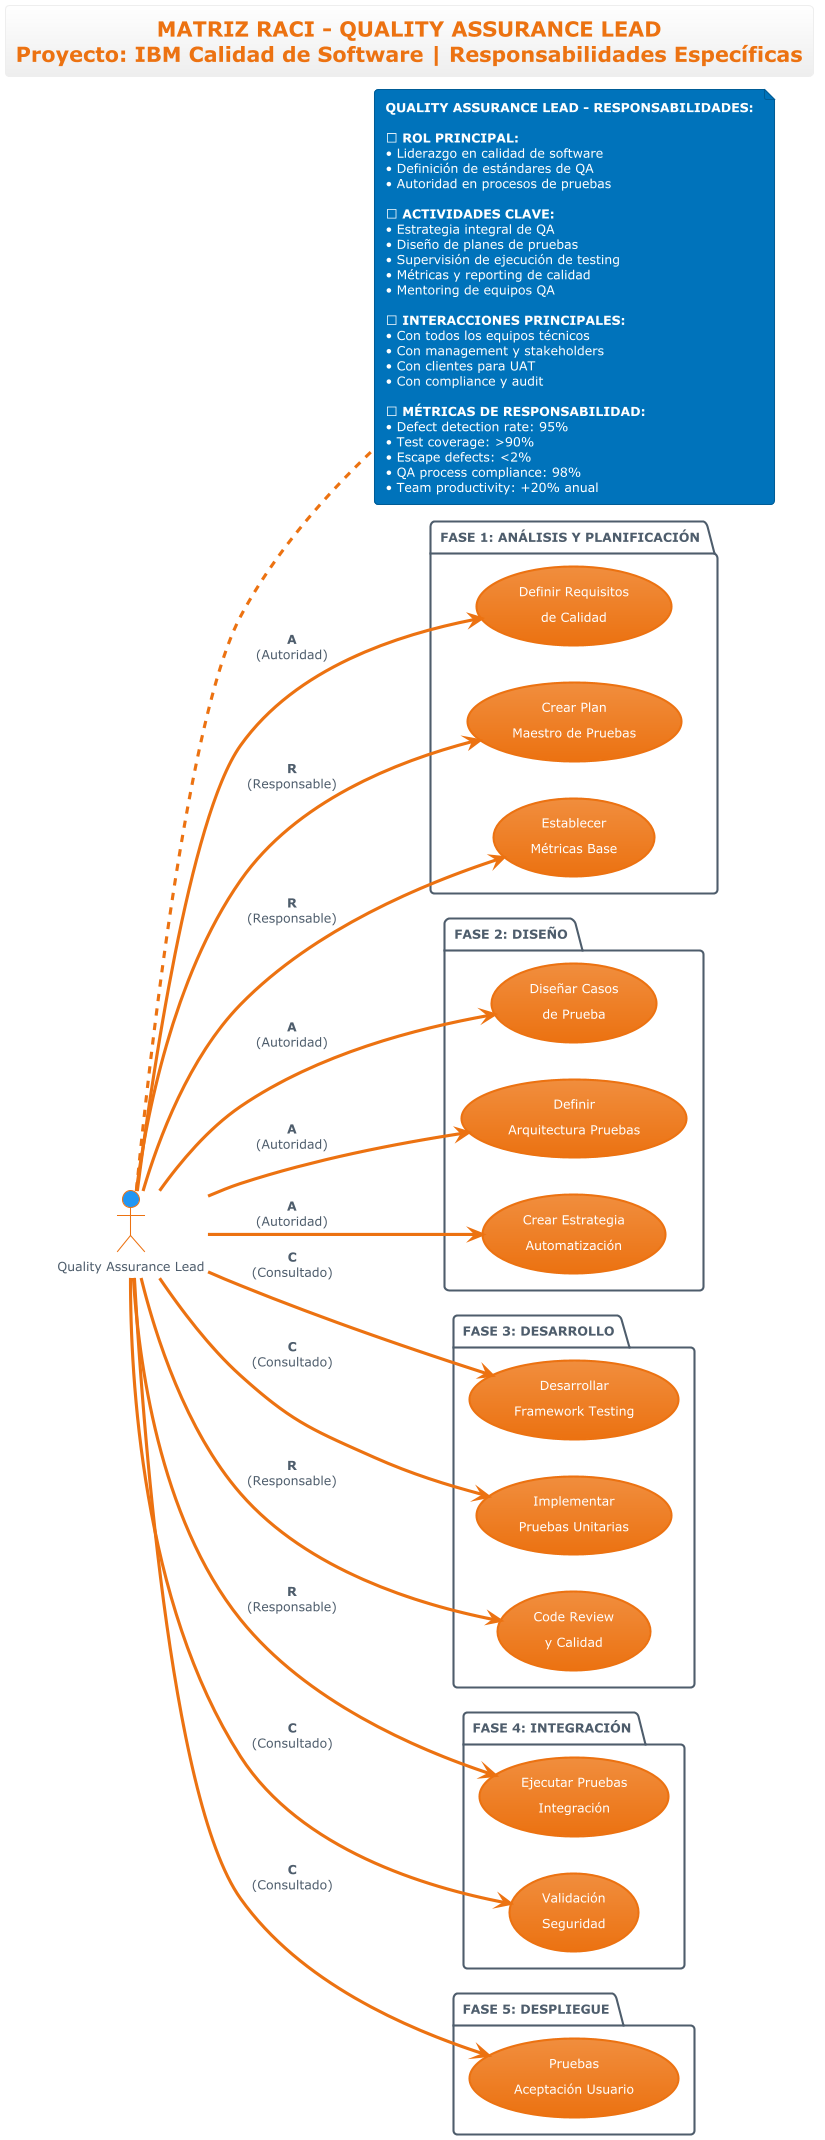 MATRIZ RACI - QUALITY ASSURANCE LEAD
Proyecto: IBM Calidad de Software | Responsabilidades Específicas
QUALITY ASSURANCE LEAD - RESPONSABILIDADES:
□ ROL PRINCIPAL:
• Liderazgo en calidad de software
• Definición de estándares de QA
• Autoridad en procesos de pruebas
□ ACTIVIDADES CLAVE:
• Estrategia integral de QA
• Diseño de planes de pruebas
• Supervisión de ejecución de testing
• Métricas y reporting de calidad
• Mentoring de equipos QA
□ INTERACCIONES PRINCIPALES:
• Con todos los equipos técnicos
• Con management y stakeholders
• Con clientes para UAT
• Con compliance y audit
□ MÉTRICAS DE RESPONSABILIDAD:
• Defect detection rate: 95%
• Test coverage: >90%
• Escape defects: <2%
• QA process compliance: 98%
• Team productivity: +20% anual
FASE 1: ANÁLISIS Y PLANIFICACIÓN
Definir Requisitos
de Calidad
A
(Autoridad)
Crear Plan
Maestro de Pruebas
R
(Responsable)
Establecer
Métricas Base
R
(Responsable)
FASE 2: DISEÑO
Diseñar Casos
de Prueba
A
(Autoridad)
Definir
Arquitectura Pruebas
A
(Autoridad)
Crear Estrategia
Automatización
A
(Autoridad)
Quality Assurance Lead
C
(Consultado)
FASE 3: DESARROLLO
Desarrollar
Framework Testing
C
(Consultado)
Implementar
Pruebas Unitarias
R
(Responsable)
Code Review
y Calidad
R
(Responsable)
FASE 4: INTEGRACIÓN
Ejecutar Pruebas
Integración
C
(Consultado)
Validación
Seguridad
C
(Consultado)
FASE 5: DESPLIEGUE
Pruebas
Aceptación Usuario